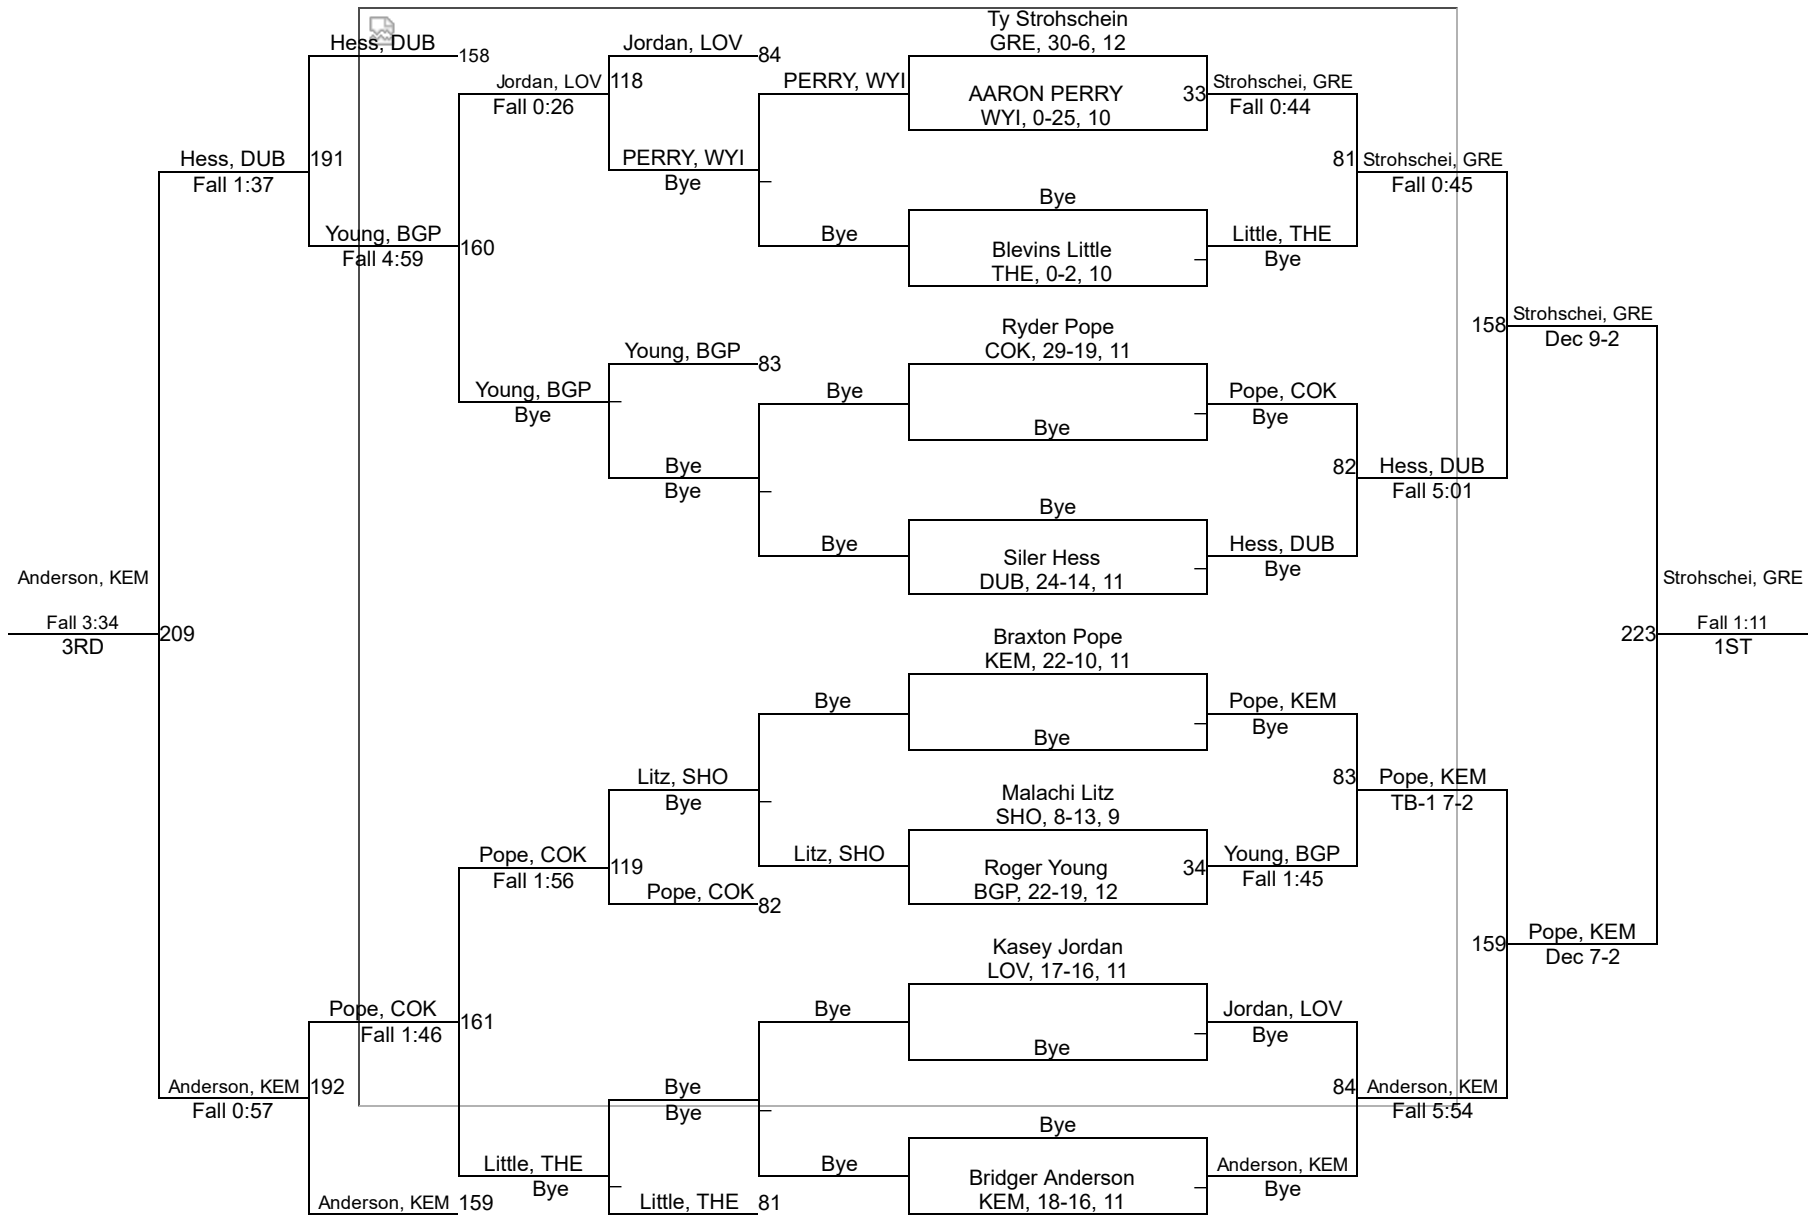 Ty Strohschein
GRE, 30-6, 12
Hess, DUB
158
Jordan, LOV
84
Jordan, LOV
118
Fall 0:26
PERRY, WYI
AARON PERRY
WYI, 0-25, 10
33
Strohschei, GRE
Fall 0:44
Hess, DUB
191
Fall 1:37
PERRY, WYI
Bye
81
Strohschei, GRE
Fall 0:45
Bye
Young, BGP
160
Fall 4:59
Bye
Blevins Little
THE, 0-2, 10
Little, THE
Bye
Ryder Pope
COK, 29-19, 11
158
Strohschei, GRE
Dec 9-2
Young, BGP
83
Young, BGP
Bye
Bye
Bye
Pope, COK
Bye
Bye
Bye
82
Hess, DUB
Fall 5:01
Bye
Bye
Siler Hess
DUB, 24-14, 11
Hess, DUB
Bye
Anderson, KEM
Fall 3:34
3RD
209
Strohschei, GRE
223
Fall 1:11
1ST
Braxton Pope
KEM, 22-10, 11
Bye
Bye
Pope, KEM
Bye
Litz, SHO
Bye
Malachi Litz
SHO, 8-13, 9
83
Pope, KEM
TB-1 7-2
Pope, COK
119
Fall 1:56
Litz, SHO
Roger Young
BGP, 22-19, 12
34
Young, BGP
Fall 1:45
Pope, COK
82
Kasey Jordan
LOV, 17-16, 11
159
Pope, KEM
Dec 7-2
Pope, COK
161
Fall 1:46
Bye
Bye
Jordan, LOV
Bye
Anderson, KEM
192
Fall 0:57
Bye
Bye
84
Anderson, KEM
Fall 5:54
Bye
Little, THE
Bye
Bye
Bridger Anderson
KEM, 18-16, 11
Anderson, KEM
Bye
Anderson, KEM
159
Little, THE
81